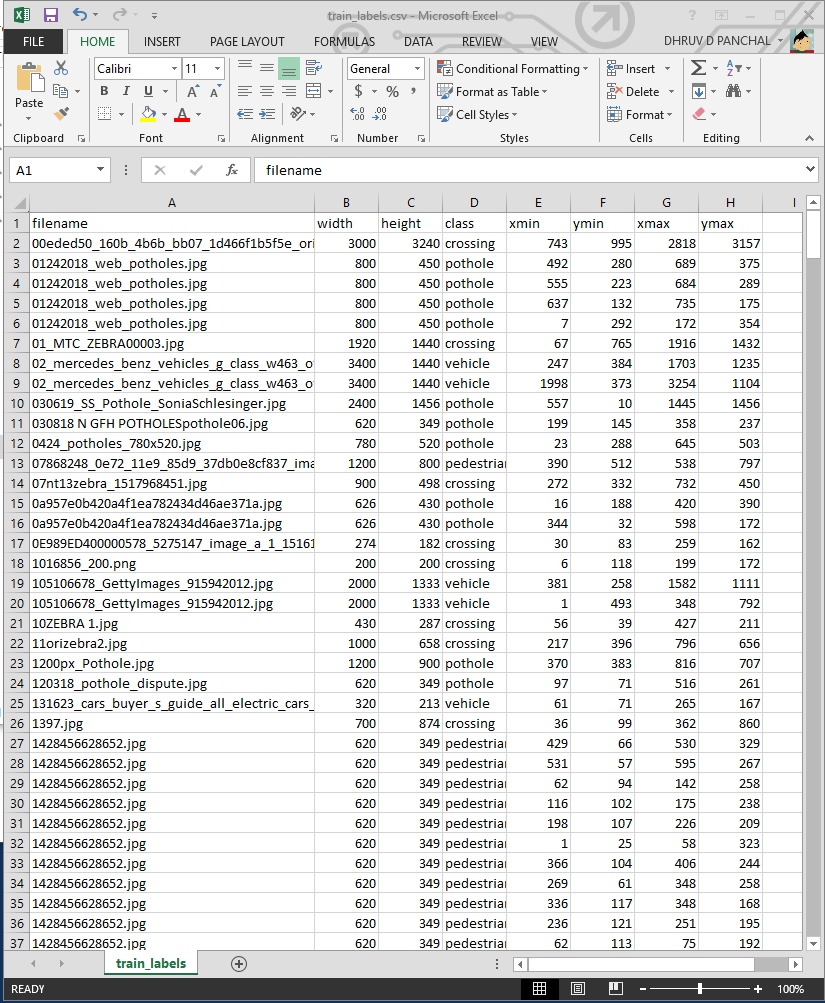 train_labels.csv - Microsoft Excel
FILE HOME INSERT PAGE LAYOUT FORMULAS DATA REVIEW VIEW DHRUV D PANCHAL
Calibri 11 General Conditional Formatting Insert
Paste B I U $ % , Format as Table Delete
A Cell Styles Format
Clipboard Font Alignment Number Styles Cells Editing
A1 fx filename
A B C D E F G H I
1 filename width height class xmin ymin xmax ymax
2 00eded50_160b_4b6b_bb07_1d466f1b5f5e_ori 3000 3240 crossing 743 995 2818 3157
3 01242018_web_potholes.jpg 800 450 pothole 492 280 689 375
4 01242018_web_potholes.jpg 800 450 pothole 555 223 684 289
5 01242018_web_potholes.jpg 800 450 pothole 637 132 735 175
6 01242018_web_potholes.jpg 800 450 pothole 7 292 172 354
7 01_MTC_ZEBRA00003.jpg 1920 1440 crossing 67 765 1916 1432
8 02_mercedes_benz_vehicles_g_class_w463_o 3400 1440 vehicle 247 384 1703 1235
9 02_mercedes_benz_vehicles_g_class_w463_o 3400 1440 vehicle 1998 373 3254 1104
10 030619_SS_Pothole_SoniaSchlesinger.jpg 2400 1456 pothole 557 10 1445 1456
11 030818 N GFH POTHOLESpothole06.jpg 620 349 pothole 199 145 358 237
12 0424_potholes_780x520.jpg 780 520 pothole 23 288 645 503
13 07868248_0e72_11e9_85d9_37db0e8cf837_ima 1200 800 pedestrian 390 512 538 797
14 07nt13zebra_1517968451.jpg 900 498 crossing 272 332 732 450
15 0a957e0b420a4f1ea782434d46ae371a.jpg 626 430 pothole 16 188 420 390
16 0a957e0b420a4f1ea782434d46ae371a.jpg 626 430 pothole 344 32 598 172
17 0E989ED400000578_5275147_image_a_1_15161 274 182 crossing 30 83 259 162
18 1016856_200.png 200 200 crossing 6 118 199 172
19 105106678_GettyImages_915942012.jpg 2000 1333 vehicle 381 258 1582 1111
20 105106678_GettyImages_915942012.jpg 2000 1333 vehicle 1 493 348 792
21 10ZEBRA 1.jpg 430 287 crossing 56 39 427 211
22 11orizebra2.jpg 1000 658 crossing 217 396 796 656
23 1200px_Pothole.jpg 1200 900 pothole 370 383 816 707
24 120318_pothole_dispute.jpg 620 349 pothole 97 71 516 261
25 131623_cars_buyer_s_guide_all_electric_cars_ 320 213 vehicle 61 71 265 167
26 1397.jpg 700 874 crossing 36 99 362 860
27 1428456628652.jpg 620 349 pedestrian 429 66 530 329
28 1428456628652.jpg 620 349 pedestrian 531 57 595 267
29 1428456628652.jpg 620 349 pedestrian 62 94 142 258
30 1428456628652.jpg 620 349 pedestrian 116 102 175 238
31 1428456628652.jpg 620 349 pedestrian 198 107 226 209
32 1428456628652.jpg 620 349 pedestrian 1 25 58 323
33 1428456628652.jpg 620 349 pedestrian 366 104 406 244
34 1428456628652.jpg 620 349 pedestrian 269 61 348 258
35 1428456628652.jpg 620 349 pedestrian 336 117 348 168
36 1428456628652.jpg 620 349 pedestrian 236 121 251 195
37 1428456628652.jpg 620 349 pedestrian 62 113 75 192
train_labels
READY 100%